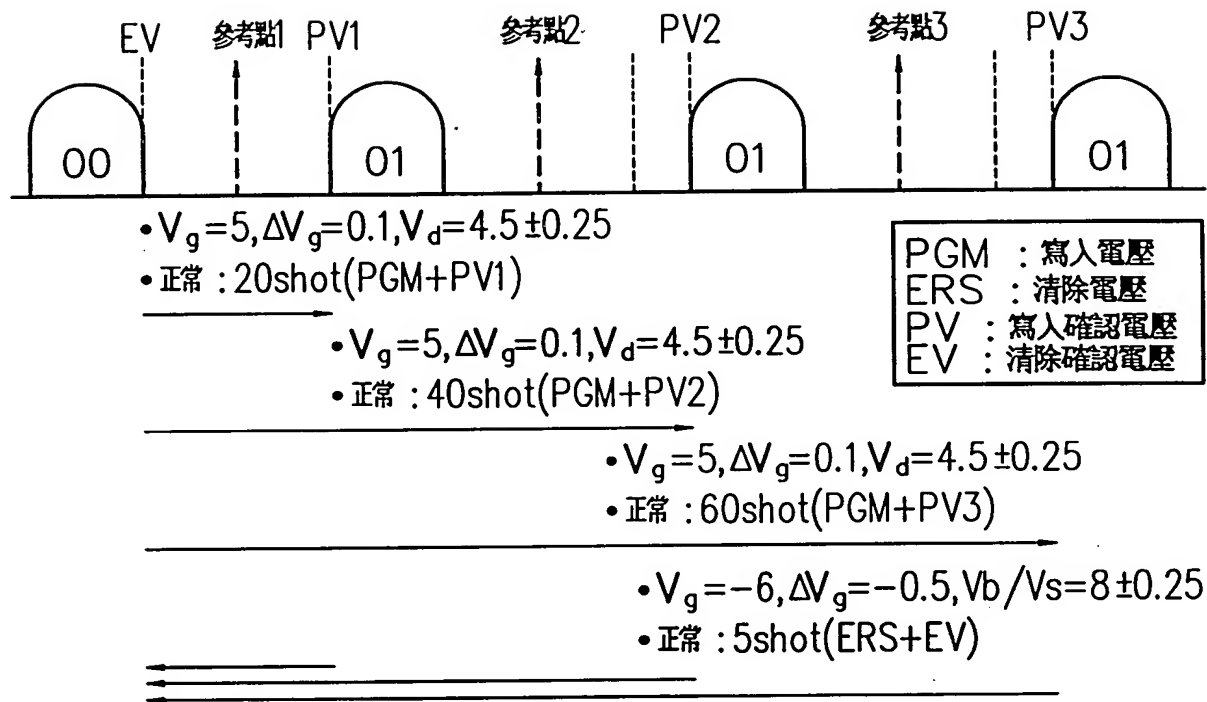 EV 參考點1 PV1 參考點2 PV2 參考點3 PV3
00 01 01 01
•Vg=5,ΔVg=0.1,Vd=4.5±0.25
•正常:20shot(PGM+PV1)
PGM :寫入電壓
ERS :清除電壓
PV :寫入確認電壓
EV :清除確認電壓
•Vg=5,ΔVg=0.1,Vd=4.5±0.25
•正常:40shot(PGM+PV2)
•Vg=5,ΔVg=0.1,Vd=4.5±0.25
•正常:60shot(PGM+PV3)
•Vg=-6,ΔVg=-0.5,Vb/Vs=8±0.25
•正常:5shot(ERS+EV)